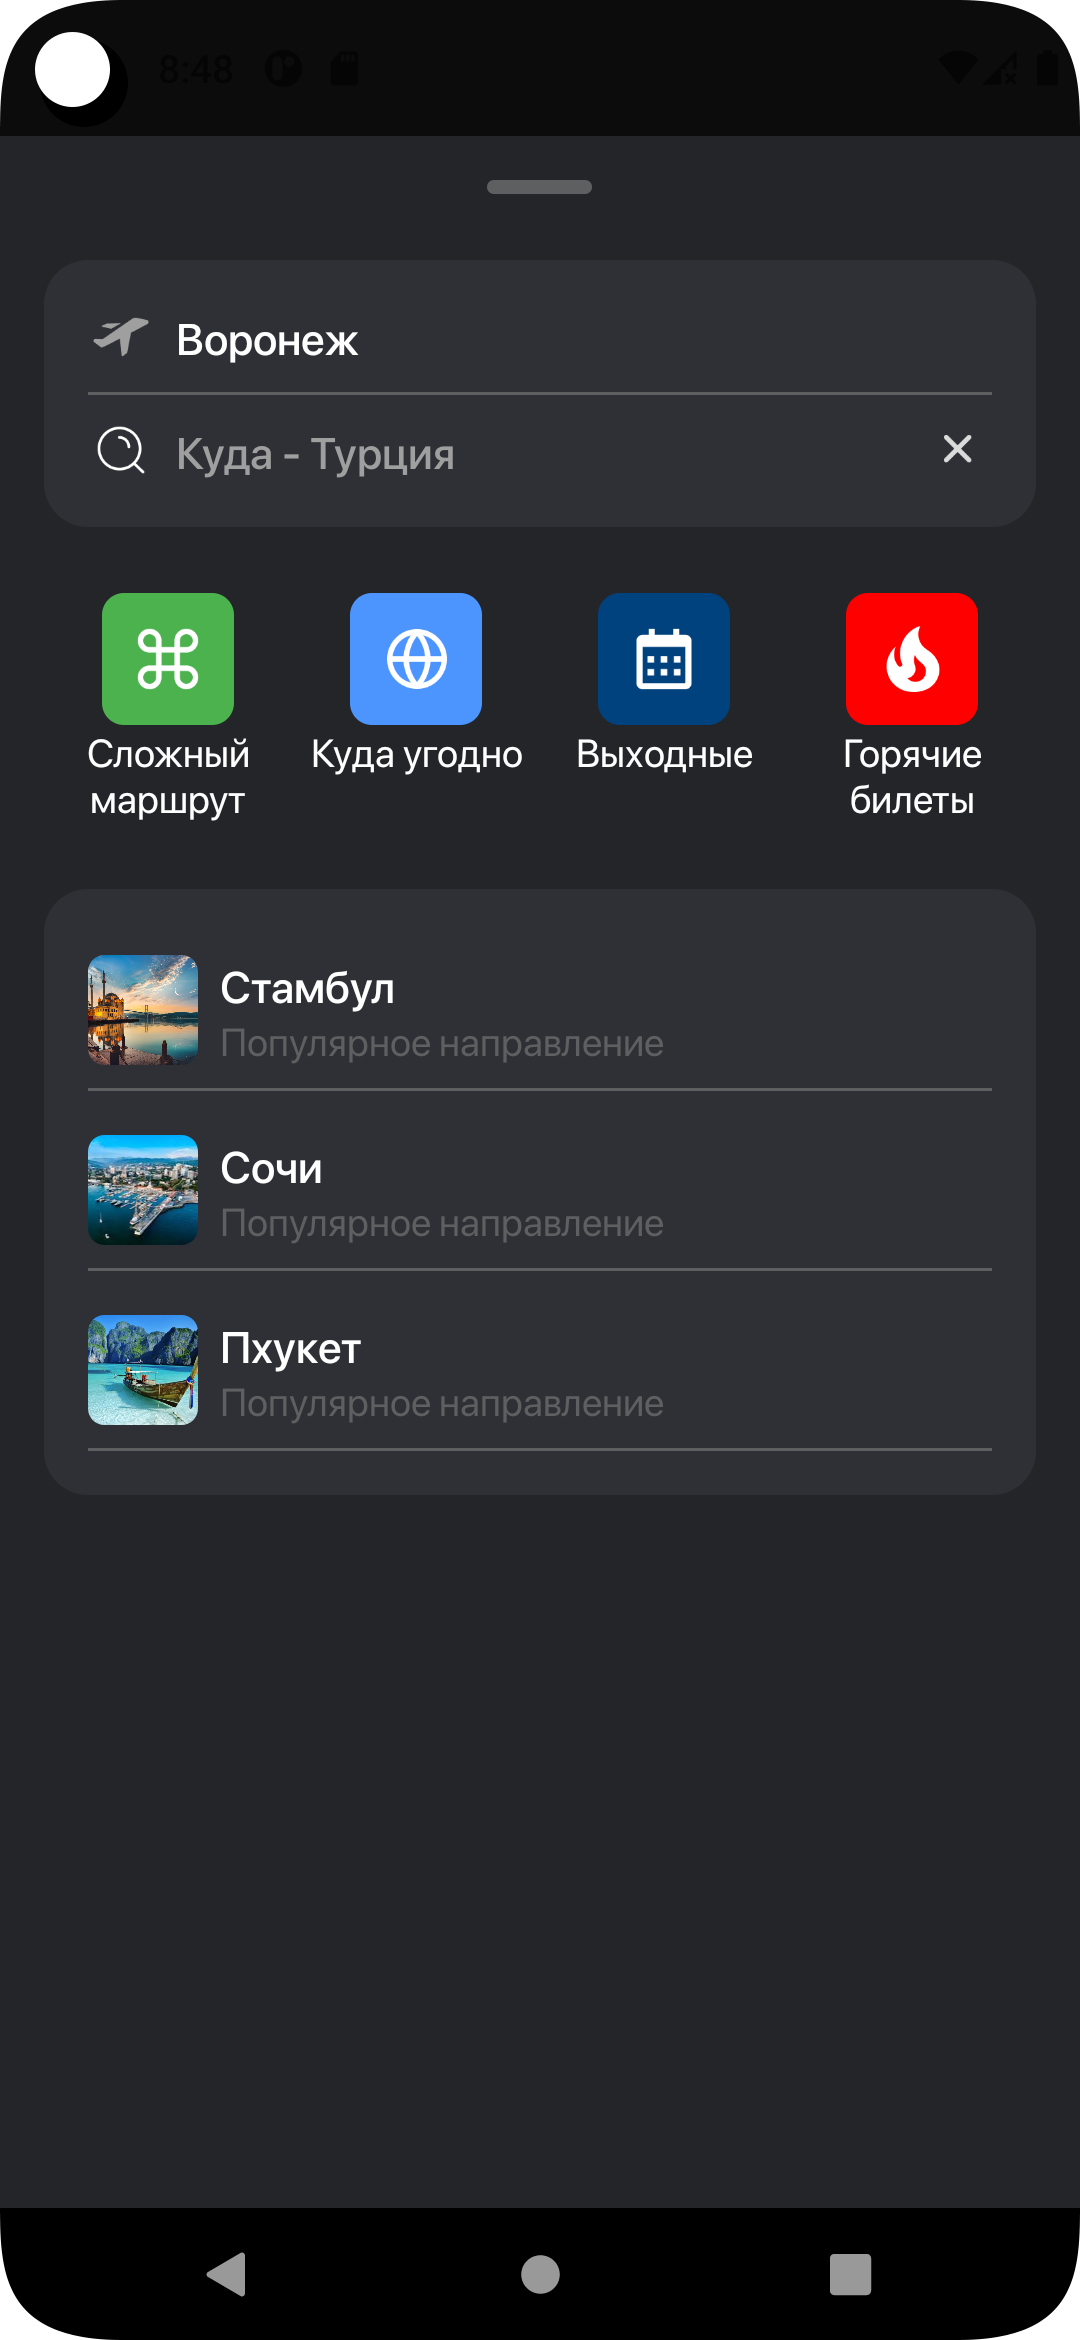 8:48
Воронеж
Куда - Турция
Сложный маршрут
Куда угодно
Выходные
Горячие билеты
Стамбул
Популярное направление
Сочи
Популярное направление
Пхукет
Популярное направление